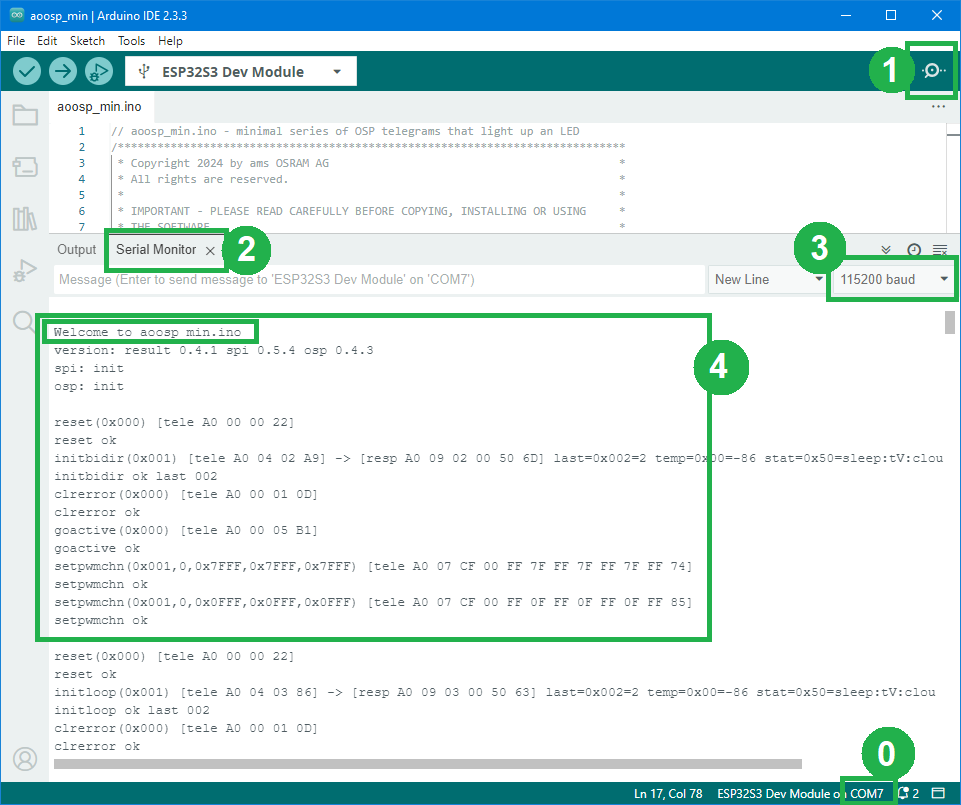 aoosp_min | Arduino IDE 2.3.3
File Edit Sketch Tools Help
ESP32S3 Dev Module
1
aoosp_min.ino
1 // aoosp_min.ino - minimal series of OSP telegrams that light up an LED
2 /*****************************************************************************
3 * Copyright 2024 by ams OSRAM AG *
4 * All rights are reserved. *
5 * *
6 * IMPORTANT - PLEASE READ CAREFULLY BEFORE COPYING, INSTALLING OR USING *
7 * THE SOFTWARE. *
Output Serial Monitor 2
3
Message (Enter to send message to 'ESP32S3 Dev Module' on 'COM7') New Line 115200 baud
Welcome to aoosp_min.ino
version: result 0.4.1 spi 0.5.4 osp 0.4.3
4
spi: init
osp: init
reset(0x000) [tele A0 00 00 22]
reset ok
initbidir(0x001) [tele A0 04 02 A9] -> [resp A0 09 02 00 50 6D] last=0x002=2 temp=0x00=-86 stat=0x50=sleep:tV:clou
initbidir ok last 002
clrerror(0x000) [tele A0 00 01 0D]
clrerror ok
goactive(0x000) [tele A0 00 05 B1]
goactive ok
setpwmchn(0x001,0,0x7FFF,0x7FFF,0x7FFF) [tele A0 07 CF 00 FF 7F FF 7F FF 7F FF 74]
setpwmchn ok
setpwmchn(0x001,0,0x0FFF,0x0FFF,0x0FFF) [tele A0 07 CF 00 FF 0F FF 0F FF 0F FF 85]
setpwmchn ok
reset(0x000) [tele A0 00 00 22]
reset ok
initloop(0x001) [tele A0 04 03 86] -> [resp A0 09 03 00 50 63] last=0x002=2 temp=0x00=-86 stat=0x50=sleep:tV:clou
initloop ok last 002
clrerror(0x000) [tele A0 00 01 0D]
clrerror ok
0
Ln 17, Col 78 ESP32S3 Dev Module on COM7 2